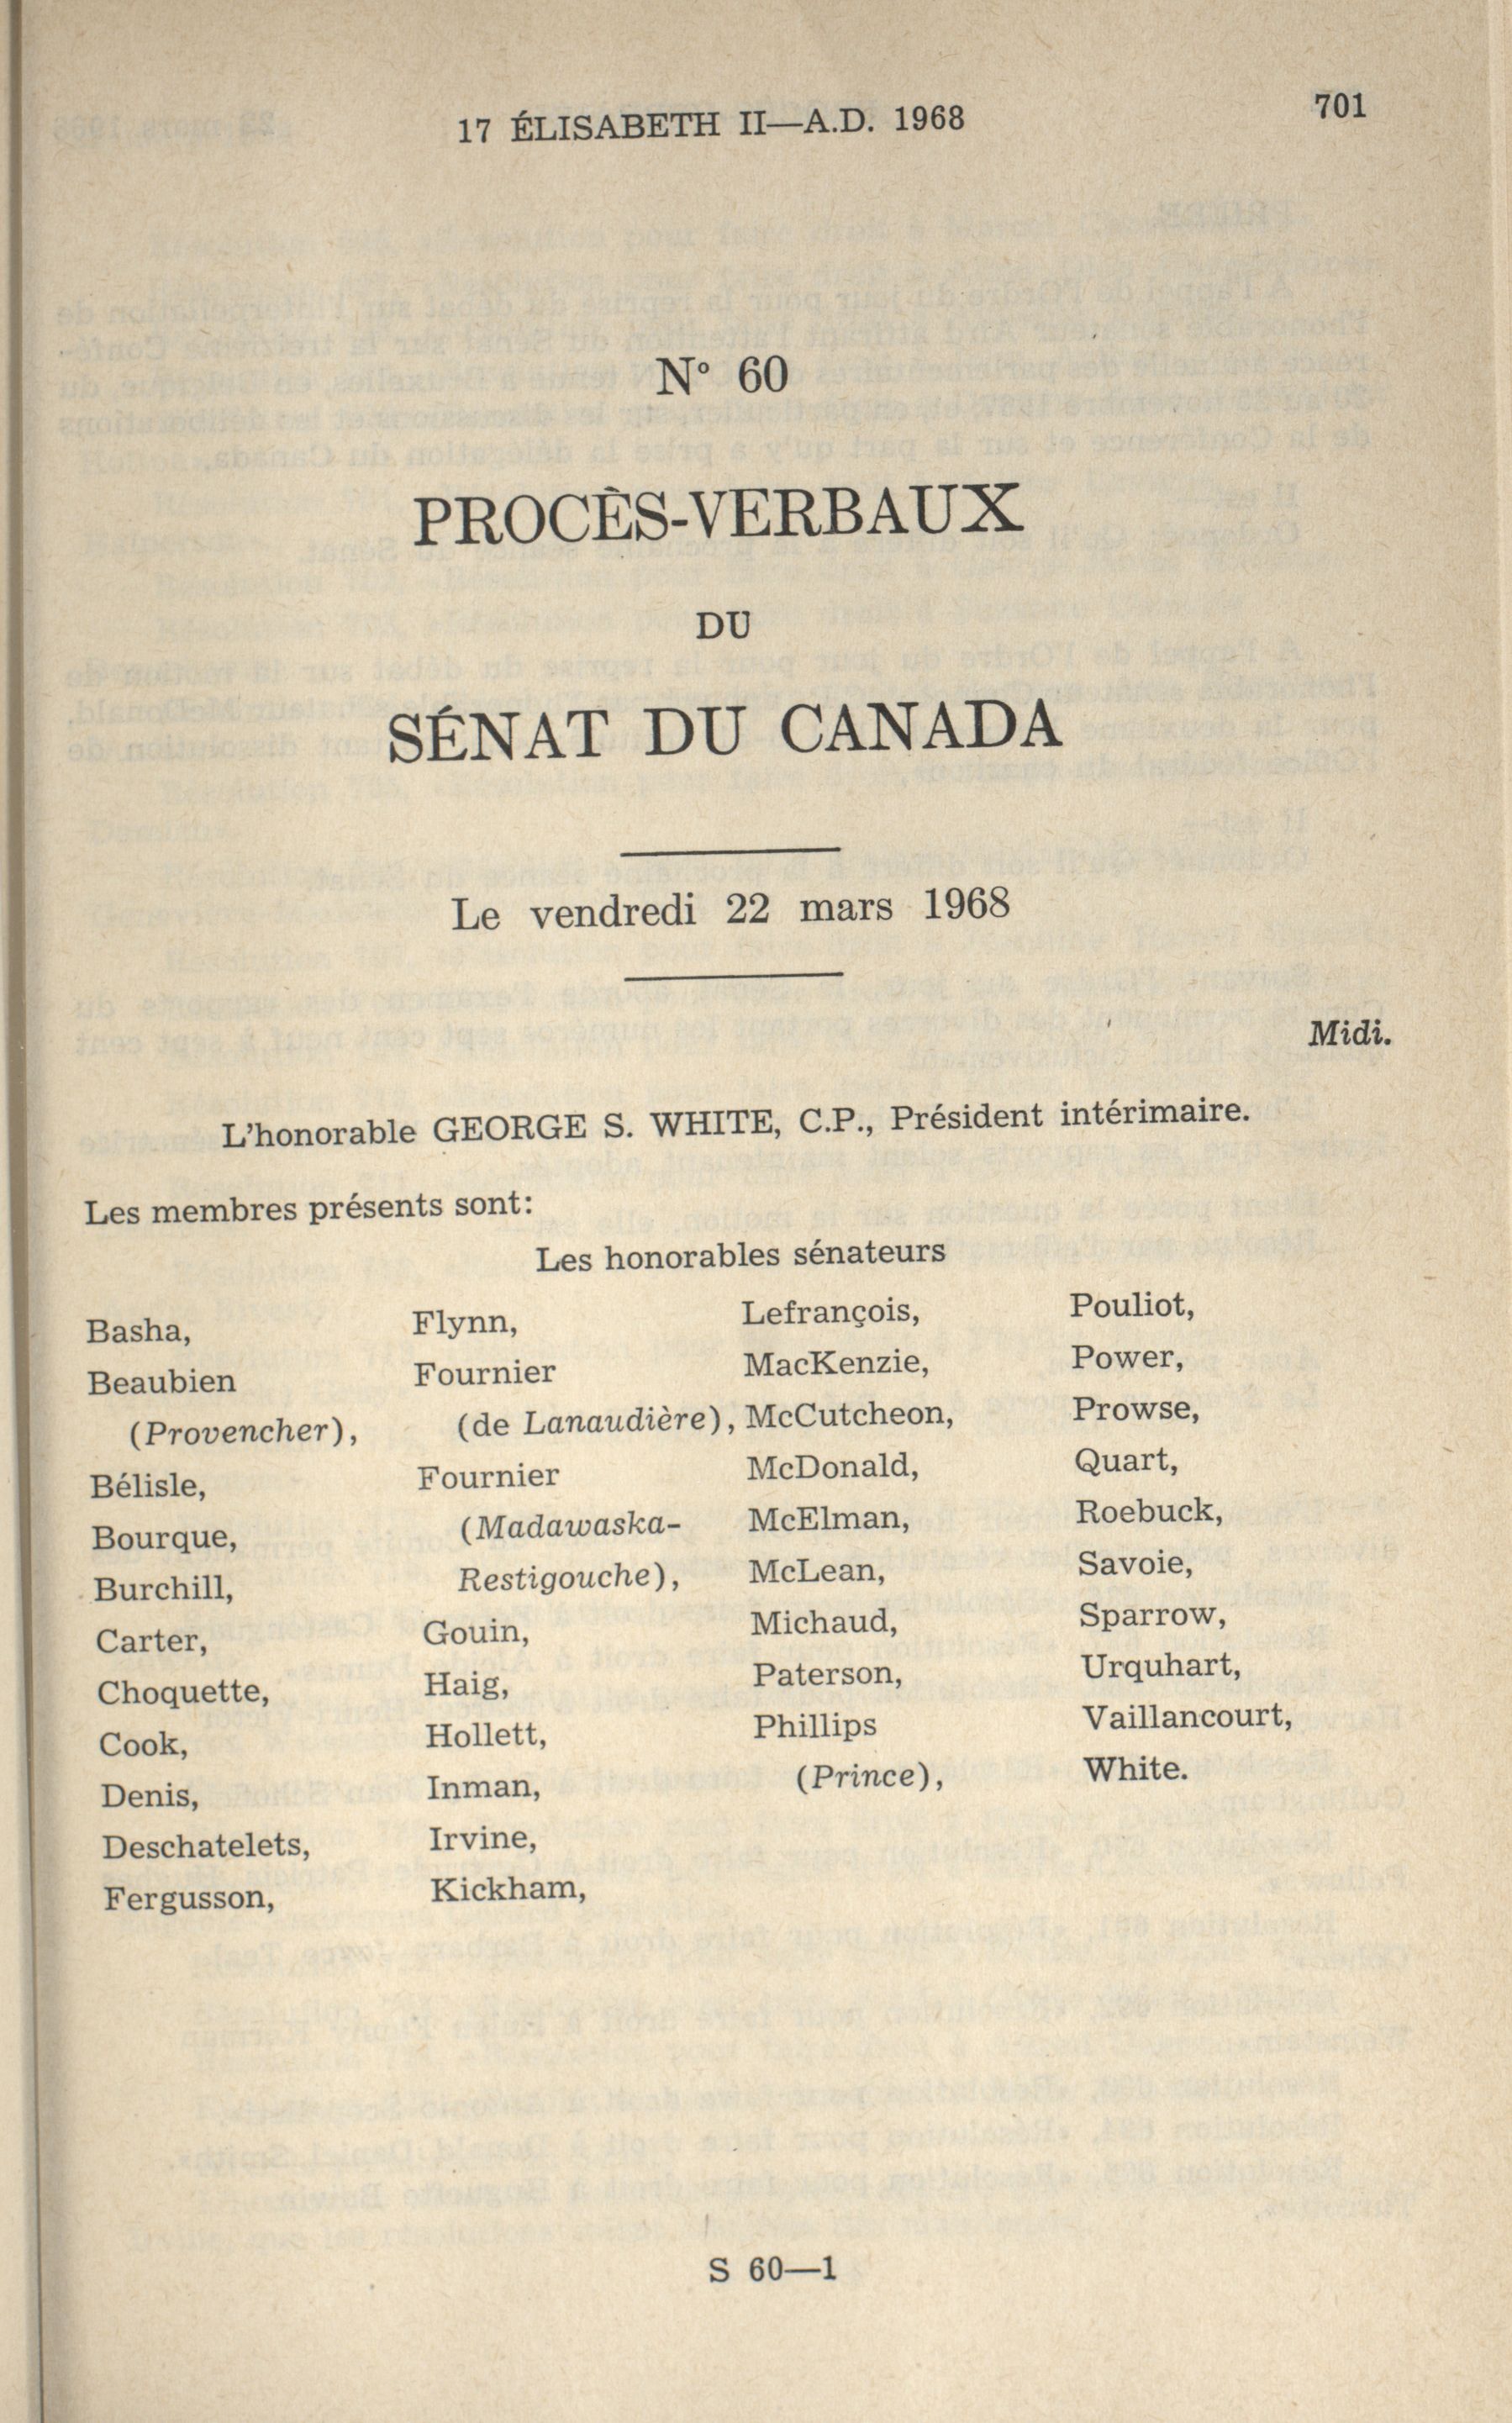 17 ÉLISABETH II—A.D. 1968
701
N° 60
PROCÈS-VERBAUX
DU
SÉNAT DU CANADA
Le vendredi 22 mars 1968
Midi.
L'honorable GEORGE S. WHITE, C.P., Président intérimaire.
Les membres présents sont:
Les honorables sénateurs
Basha,
Beaubien
(Provencher),
Bélisle,
Bourque,
Burchill,
Carter,
Choquette,
Cook,
Denis,
Deschatelets,
Fergusson,
Flynn,
Fournier
(de Lanaudière),
Fournier
(Madawaska-
Restigouche),
Gouin,
Haig,
Hollett,
Inman,
Irvine,
Kickham,
Lefrançois,
MacKenzie,
McCutcheon,
McDonald,
McElman,
McLean,
Michaud,
Paterson,
Phillips
(Prince),
Pouliot,
Power,
Prowse,
Quart,
Roebuck,
Savoie,
Sparrow,
Urquhart,
Vaillancourt,
White.
S 60—1